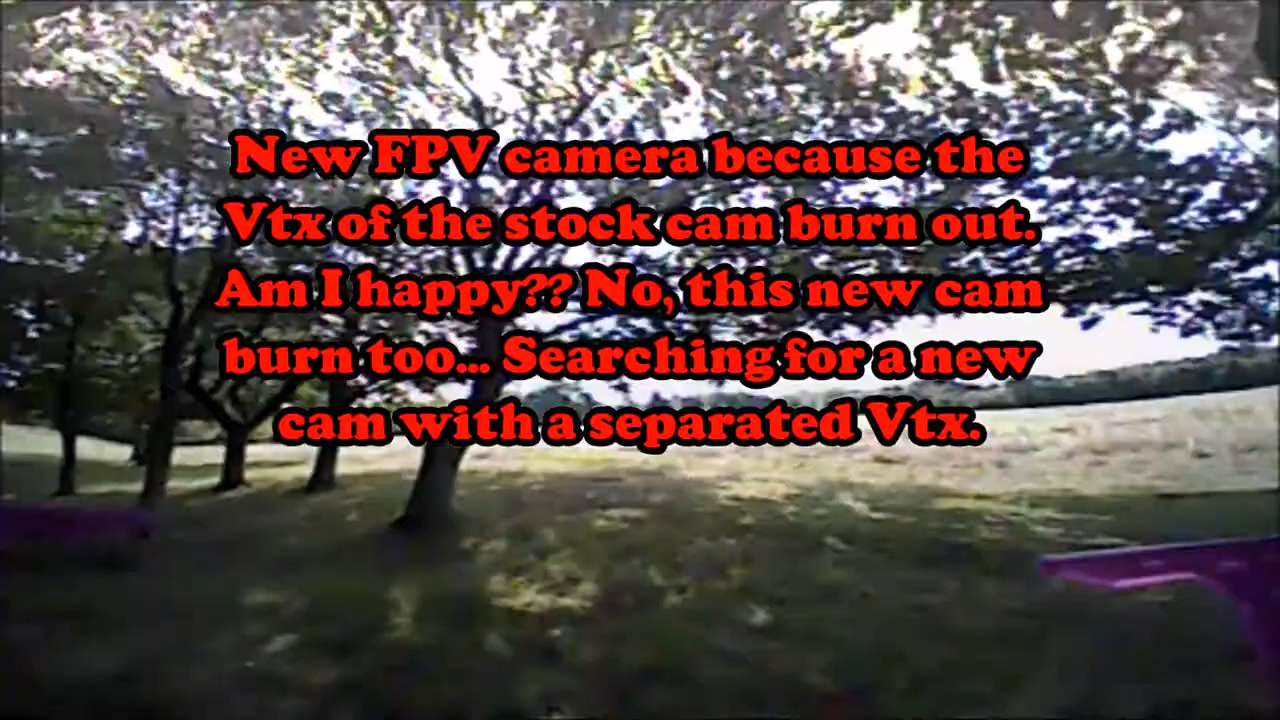 New FPV camera because the
Vtx of the stock cam burn out.
Am I happy?? No, this new cam
burn too... Searching for a new
cam with a separated Vtx.